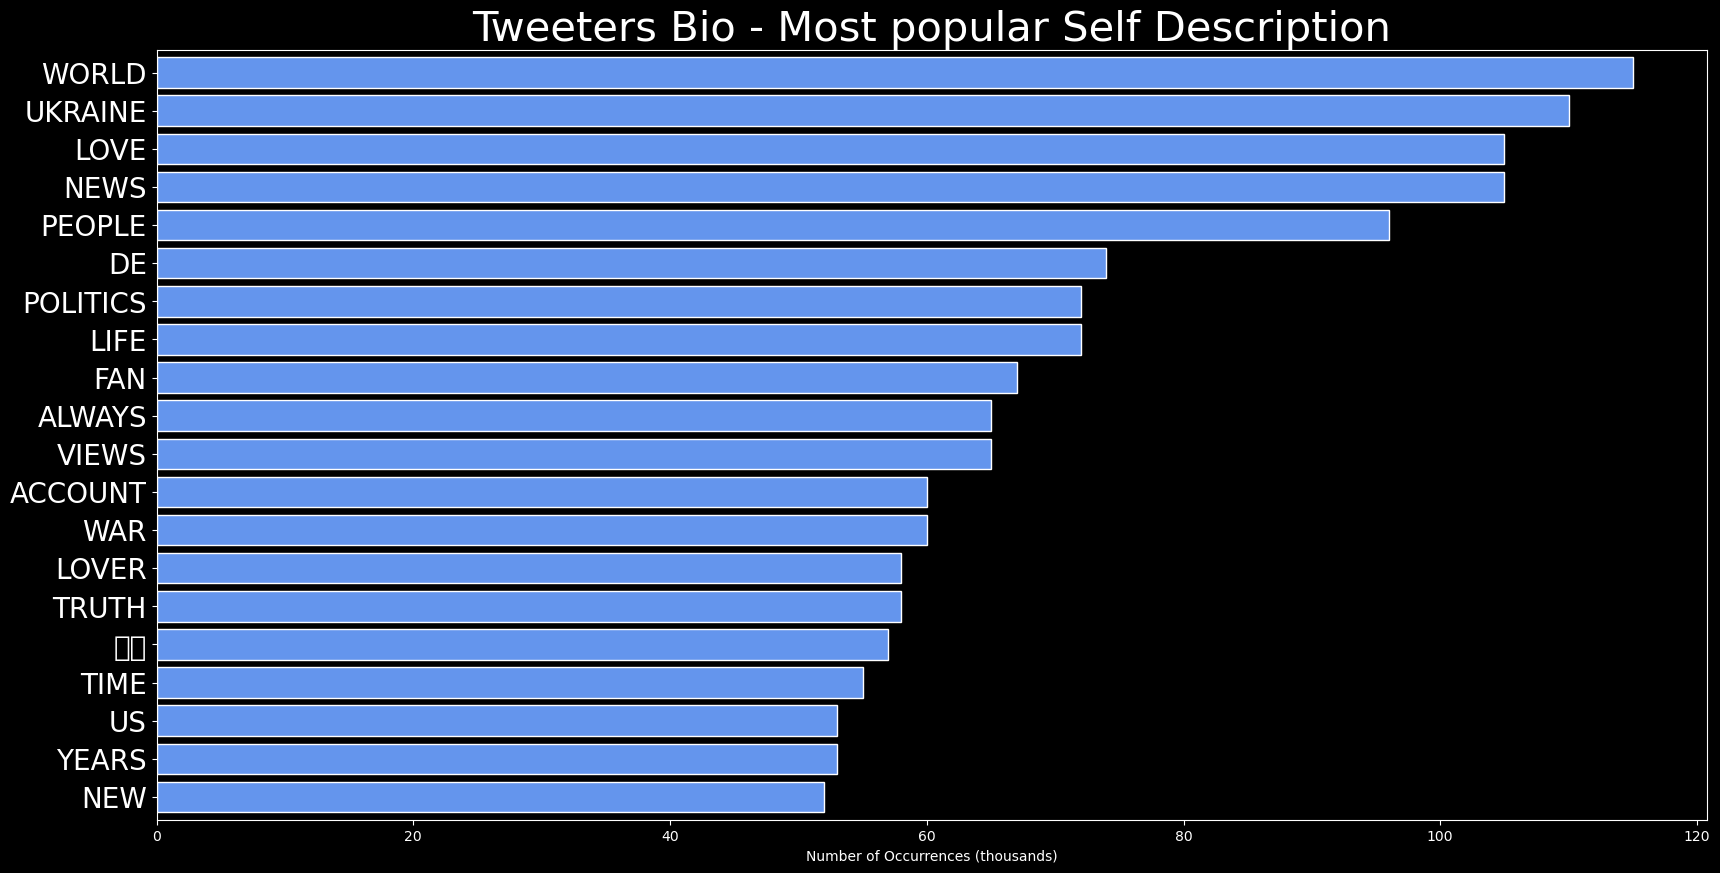 Tweeters Bio - Most popular Self Description
WORLD
UKRAINE
LOVE
NEWS
PEOPLE
DE
POLITICS
LIFE
FAN
ALWAYS
VIEWS
ACCOUNT
WAR
LOVER
TRUTH
TIME
US
YEARS
NEW
0 20 40 60 80 100 120
Number of Occurrences (thousands)